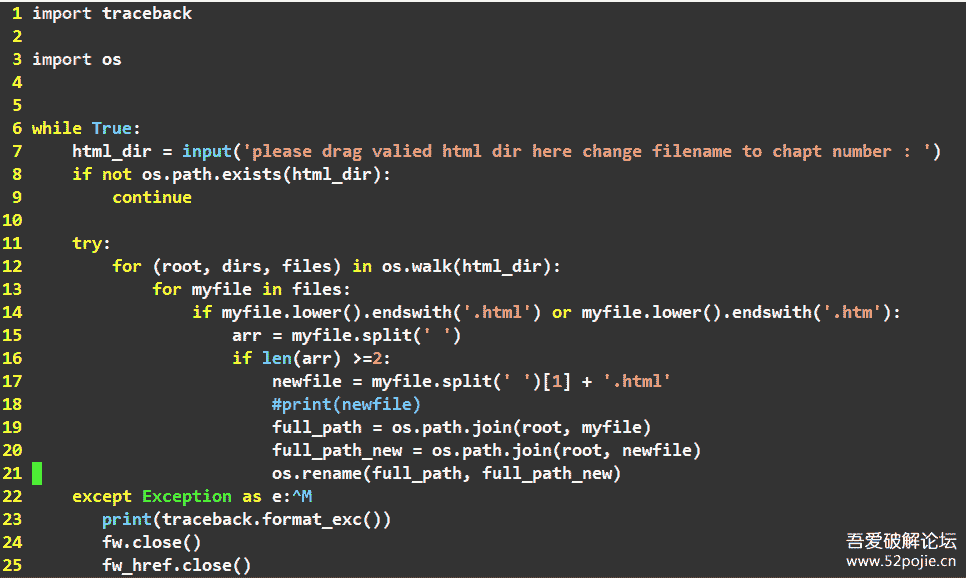 1 import traceback
2
3 import os
4
5
6 while True:
7     html_dir = input('please drag valied html dir here change filename to chapt number : ')
8     if not os.path.exists(html_dir):
9         continue
10
11     try:
12         for (root, dirs, files) in os.walk(html_dir):
13             for myfile in files:
14                 if myfile.lower().endswith('.html') or myfile.lower().endswith('.htm'):
15                     arr = myfile.split(' ')
16                     if len(arr) >=2:
17                         newfile = myfile.split(' ')[1] + '.html'
18                         #print(newfile)
19                         full_path = os.path.join(root, myfile)
20                         full_path_new = os.path.join(root, newfile)
21                         os.rename(full_path, full_path_new)
22     except Exception as e:^M
23        print(traceback.format_exc())
24        fw.close()
25        fw_href.close()
吾爱破解论坛
www.52pojie.cn